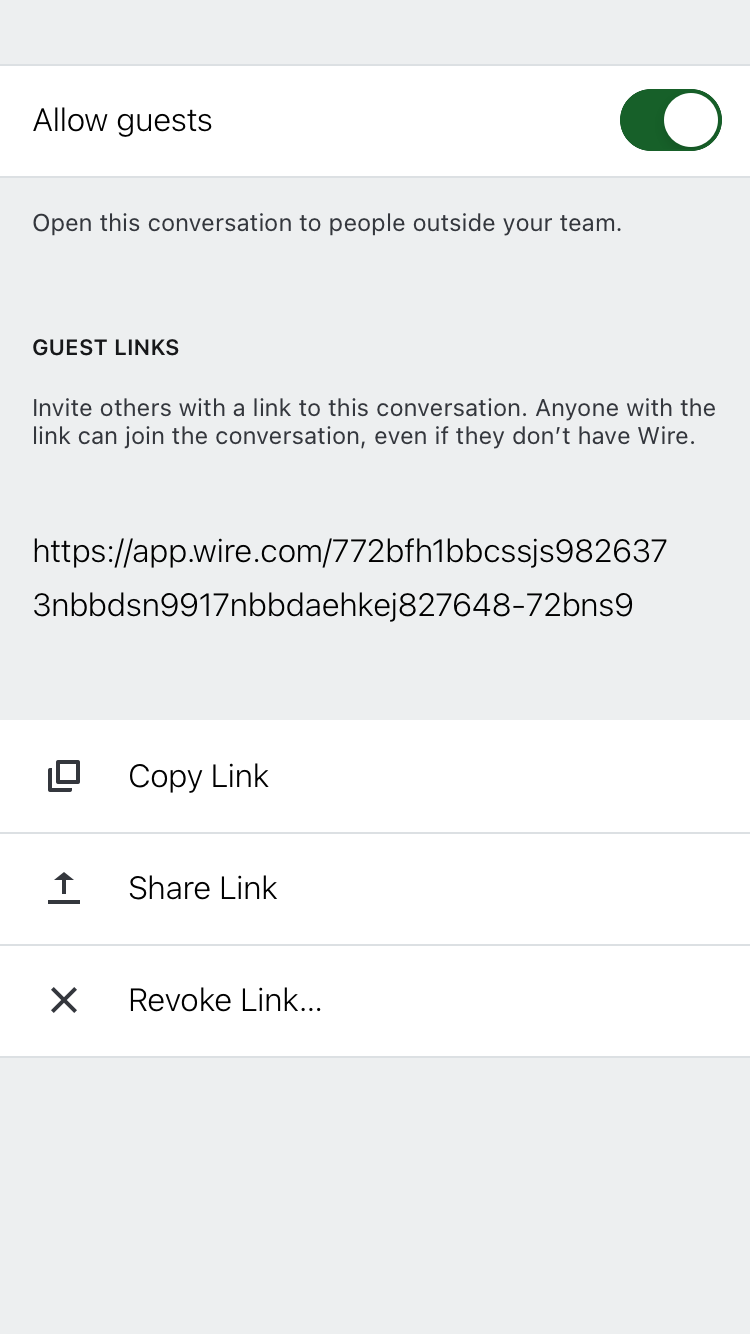 Allow guests
Open this conversation to people outside your team.
GUEST LINKS
Invite others with a link to this conversation. Anyone with the
link can join the conversation, even if they don’t have Wire.
https://app.wire.com/772bfh1bbcssjs982637
3nbbdsn9917nbbdaehkej827648-72bns9
Copy Link
Share Link
Revoke Link...